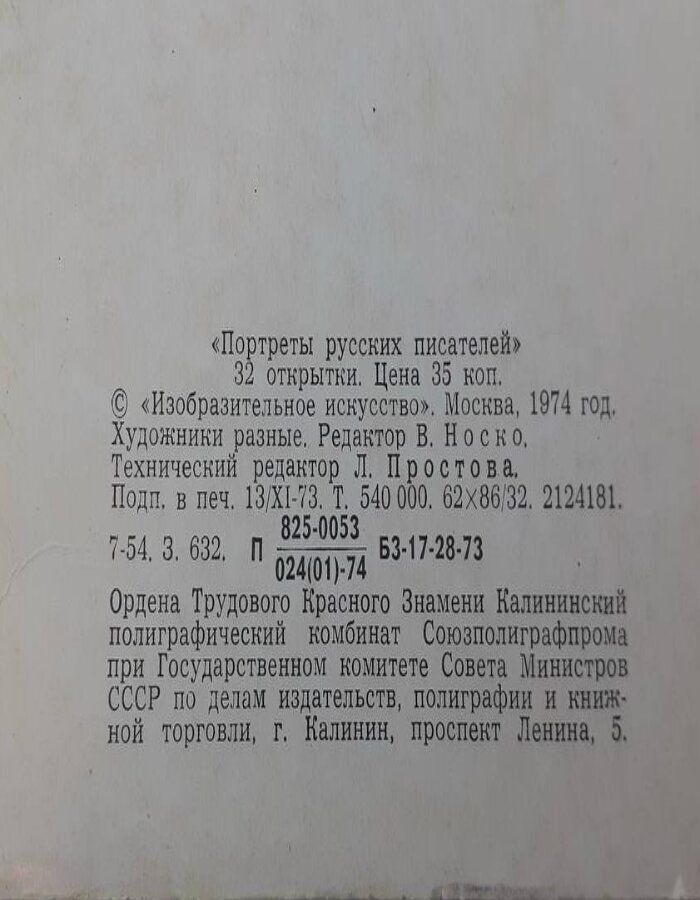 «Портреты русских писателей»
32 открытки. Цена 35 коп.
© «Изобразительное искусство». Москва, 1974 год.
Художники разные. Редактор В. Носко.
Технический редактор Л. Простова.
Подп. в печ. 13/XI-73. Т. 540 000. 62×86/32. 2124181.
7-54. З. 632. П 825-0053 / 024(01)-74 БЗ-17-28-73
Ордена Трудового Красного Знамени Калининский
полиграфический комбинат Союзполиграфпрома
при Государственном комитете Совета Министров
СССР по делам издательств, полиграфии и книж-
ной торговли, г. Калинин, проспект Ленина, 5.